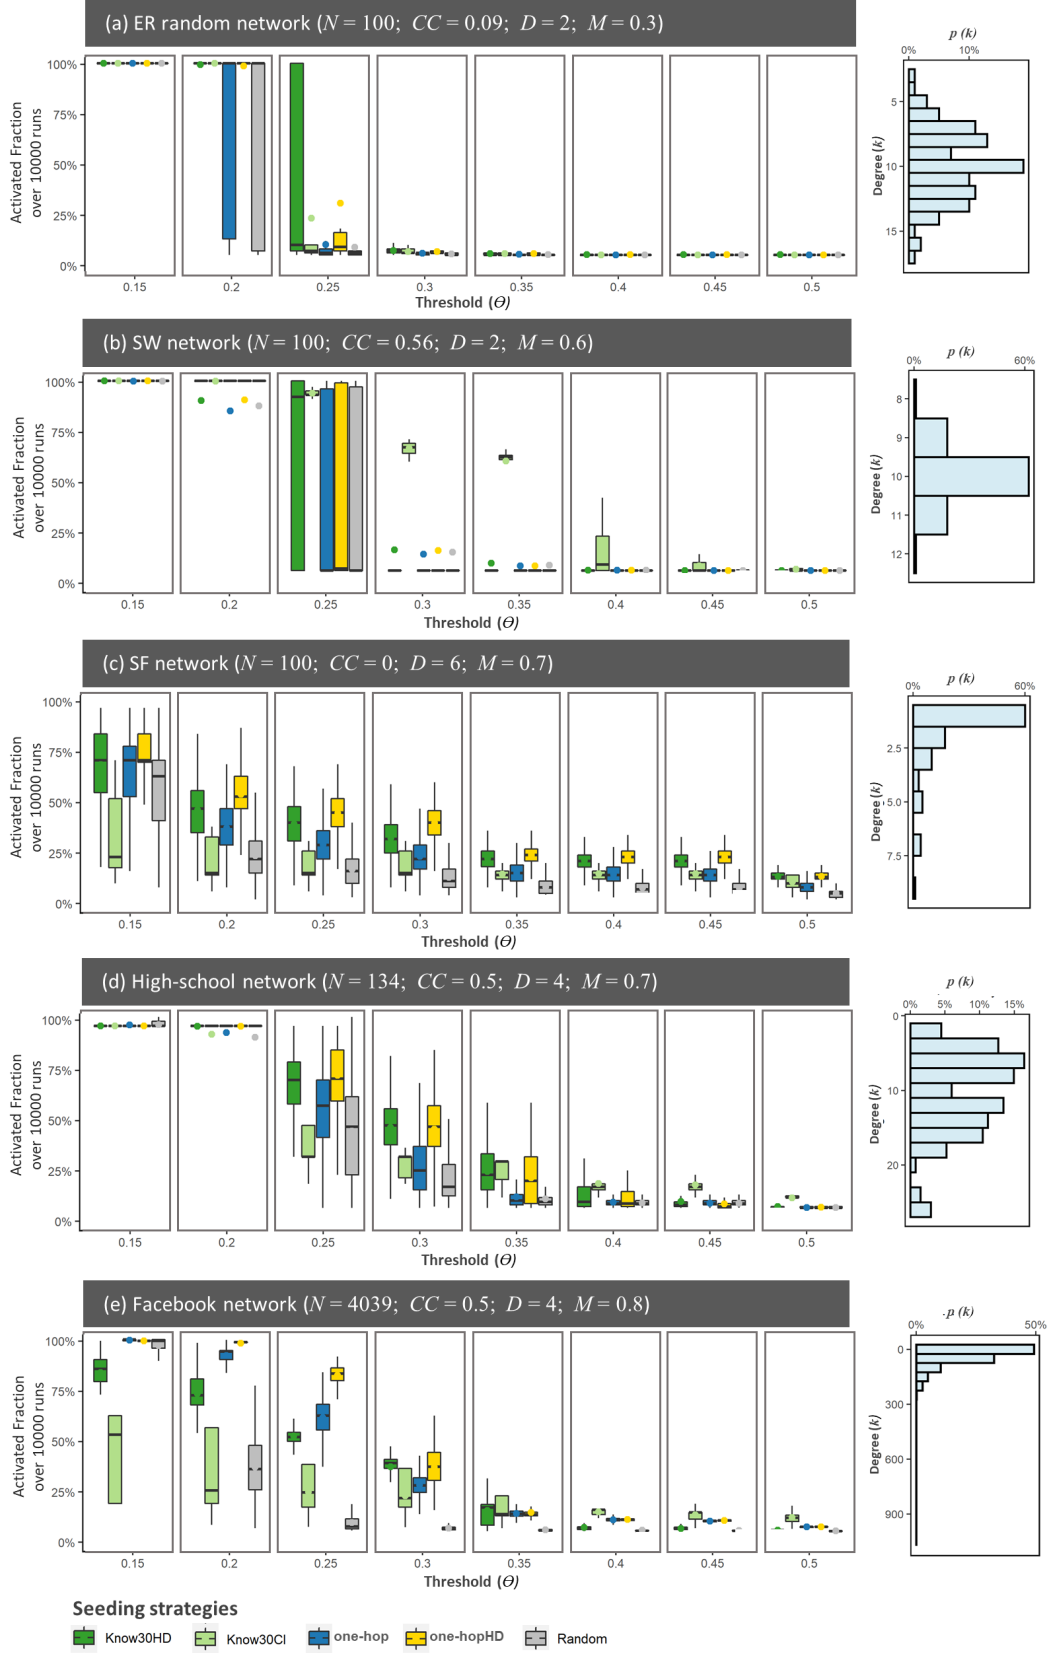 (a) ER random network (N = 100; CC = 0.09; D = 2; M = 0.3)
p (k)
0% 10%
Activated Fraction
over 10000 runs
100%
75%
50%
25%
0%
0.15 0.2 0.25 0.3 0.35 0.4 0.45 0.5
Threshold (Θ)
Degree (k)
5
10
15
(b) SW network (N = 100; CC = 0.56; D = 2; M = 0.6)
p (k)
0% 60%
Activated Fraction
over 10000 runs
100%
75%
50%
25%
0%
0.15 0.2 0.25 0.3 0.35 0.4 0.45 0.5
Threshold (Θ)
Degree (k)
8
9
10
11
12
(c) SF network (N = 100; CC = 0; D = 6; M = 0.7)
p (k)
0% 60%
Activated Fraction
over 10000 runs
100%
75%
50%
25%
0%
0.15 0.2 0.25 0.3 0.35 0.4 0.45 0.5
Threshold (Θ)
Degree (k)
2.5
5.0
7.5
(d) High-school network (N = 134; CC = 0.5; D = 4; M = 0.7)
p (k)
0% 5% 10% 15%
Activated Fraction
over 10000 runs
100%
75%
50%
25%
0%
0.15 0.2 0.25 0.3 0.35 0.4 0.45 0.5
Threshold (Θ)
Degree (k)
0
10
20
(e) Facebook network (N = 4039; CC = 0.5; D = 4; M = 0.8)
p (k)
0% 50%
Activated Fraction
over 10000 runs
100%
75%
50%
25%
0%
0.15 0.2 0.25 0.3 0.35 0.4 0.45 0.5
Threshold (Θ)
Degree (k)
0
300
600
900
Seeding strategies
Know30HD Know30Cl one-hop one-hopHD Random